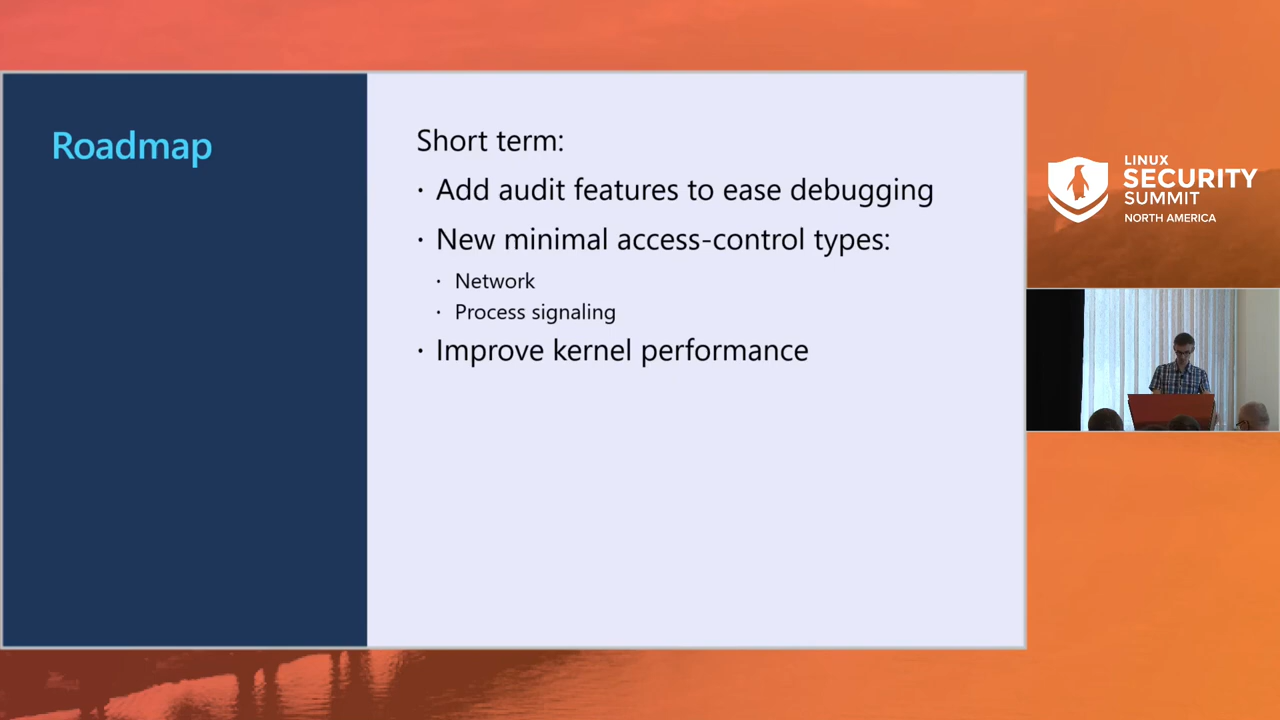 Roadmap
Short term:
· Add audit features to ease debugging
· New minimal access-control types:
· Network
· Process signaling
· Improve kernel performance
LINUX
SECURITY
SUMMIT
NORTH AMERICA